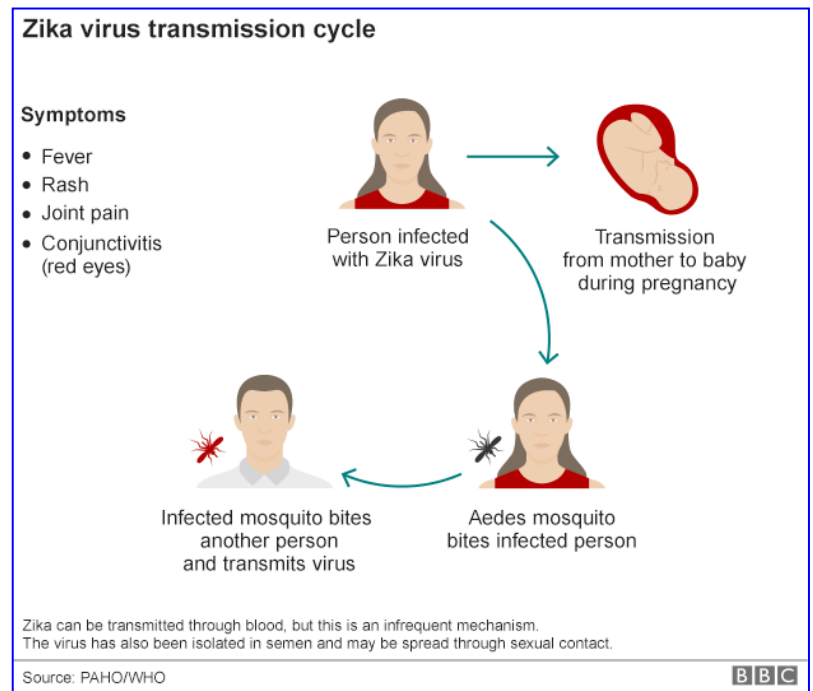 Zika virus transmission cycle
Symptoms
• Fever
• Rash
• Joint pain
• Conjunctivitis
(red eyes)
Person infected
with Zika virus
Transmission
from mother to baby
during pregnancy
Infected mosquito bites
another person
and transmits virus
Aedes mosquito
bites infected person
Zika can be transmitted through blood, but this is an infrequent mechanism.
The virus has also been isolated in semen and may be spread through sexual contact.
Source: PAHO/WHO
BBC